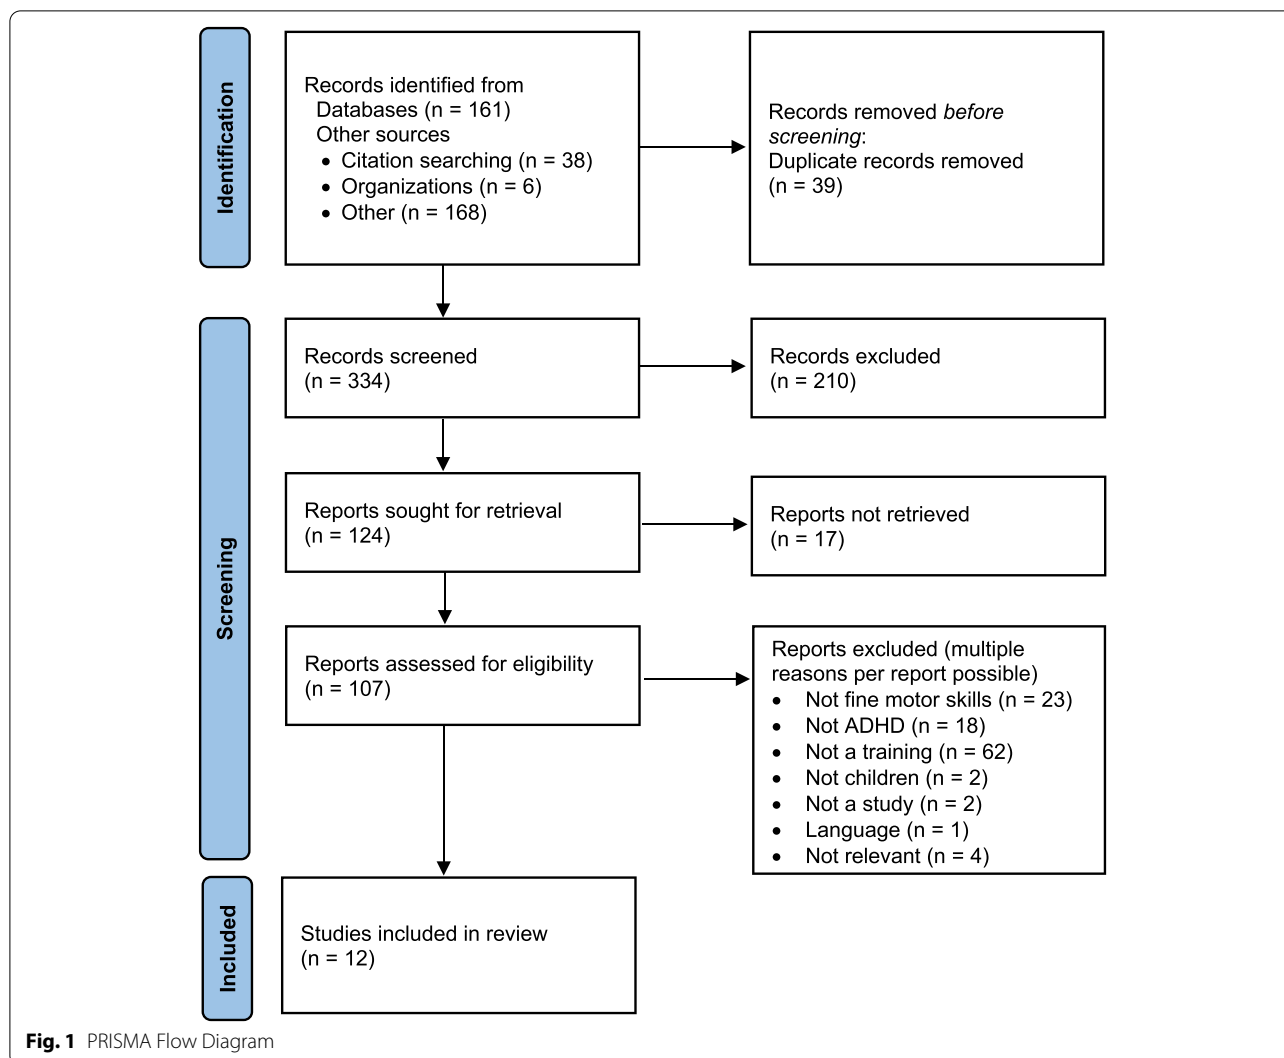 Identification
Records identified from
Databases (n = 161)
Other sources
• Citation searching (n = 38)
• Organizations (n = 6)
• Other (n = 168)
Records removed before
screening:
Duplicate records removed
(n = 39)
Screening
Records screened
(n = 334)
Records excluded
(n = 210)
Reports sought for retrieval
(n = 124)
Reports not retrieved
(n = 17)
Reports assessed for eligibility
(n = 107)
Reports excluded (multiple
reasons per report possible)
• Not fine motor skills (n = 23)
• Not ADHD (n = 18)
• Not a training (n = 62)
• Not children (n = 2)
• Not a study (n = 2)
• Language (n = 1)
• Not relevant (n = 4)
Included
Studies included in review
(n = 12)
Fig. 1 PRISMA Flow Diagram